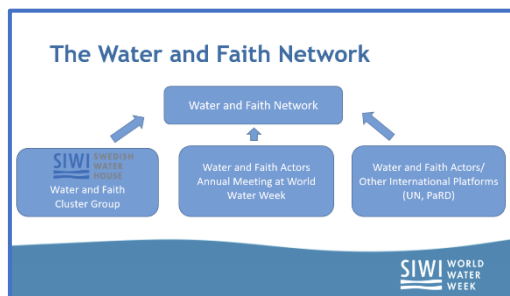 The Water and Faith Network
Water and Faith Network
SIWI SWEDISH
WATER
HOUSE
Water and Faith
Cluster Group
Water and Faith Actors
Annual Meeting at World
Water Week
Water and Faith Actors/
Other International Platforms
(UN, PaRD)
SIWI WORLD
WATER
WEEK